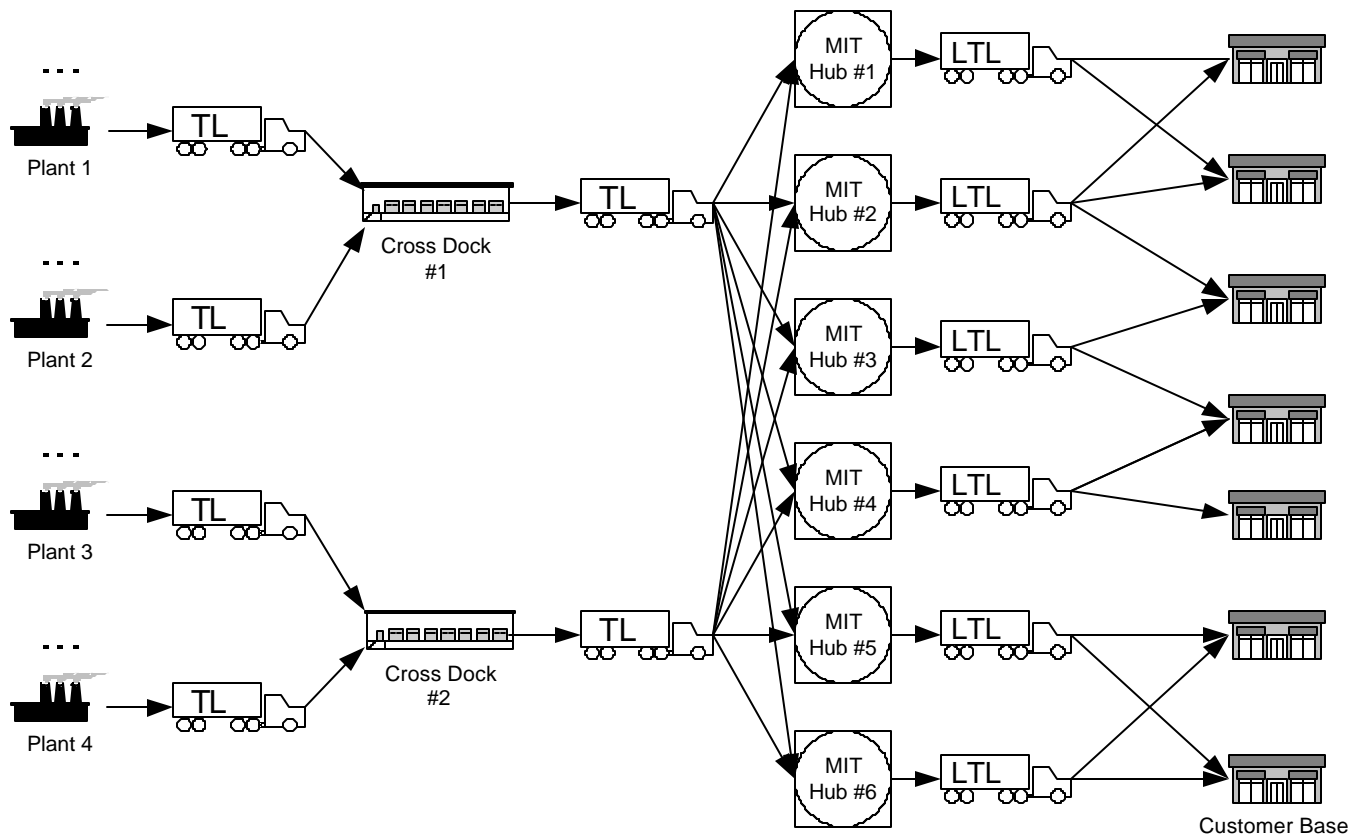 TL
Plant 1
TL
Plant 2
TL
Plant 3
TL
Plant 4
Cross Dock
#1
Cross Dock
#2
TL
TL
MIT
Hub #1
MIT
Hub #2
MIT
Hub #3
MIT
Hub #4
MIT
Hub #5
MIT
Hub #6
LTL
LTL
LTL
LTL
LTL
LTL
Customer Base